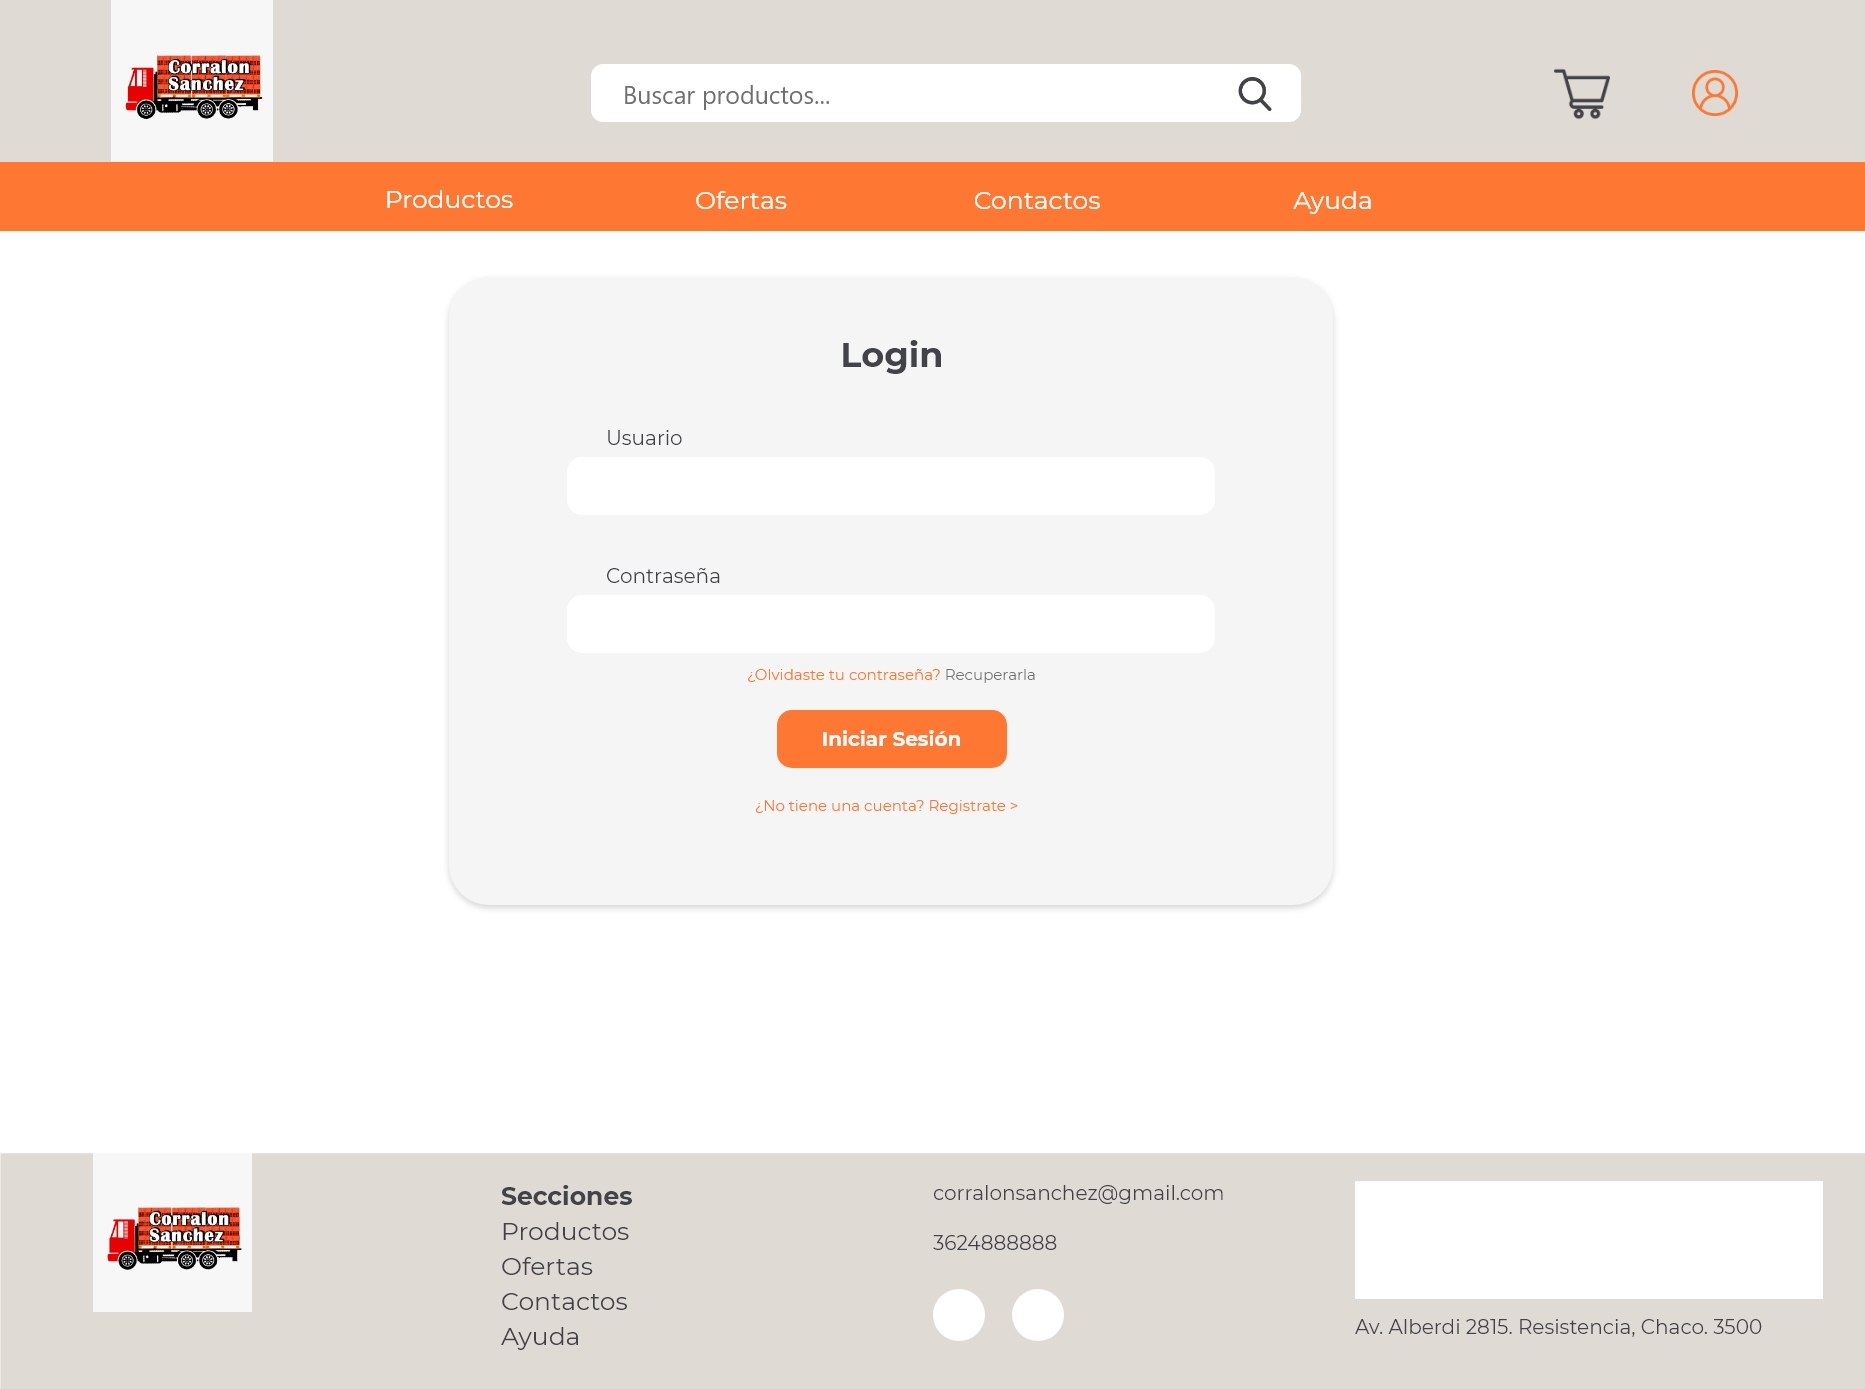 Corralon
Sanchez
Buscar productos...
Productos
Ofertas
Contactos
Ayuda
Login
Usuario
Contraseña
¿Olvidaste tu contraseña? Recuperarla
Iniciar Sesión
¿No tiene una cuenta? Registrate >
Corralon
Sanchez
Secciones
Productos
Ofertas
Contactos
Ayuda
corralonsanchez@gmail.com
3624888888
Av. Alberdi 2815. Resistencia, Chaco. 3500